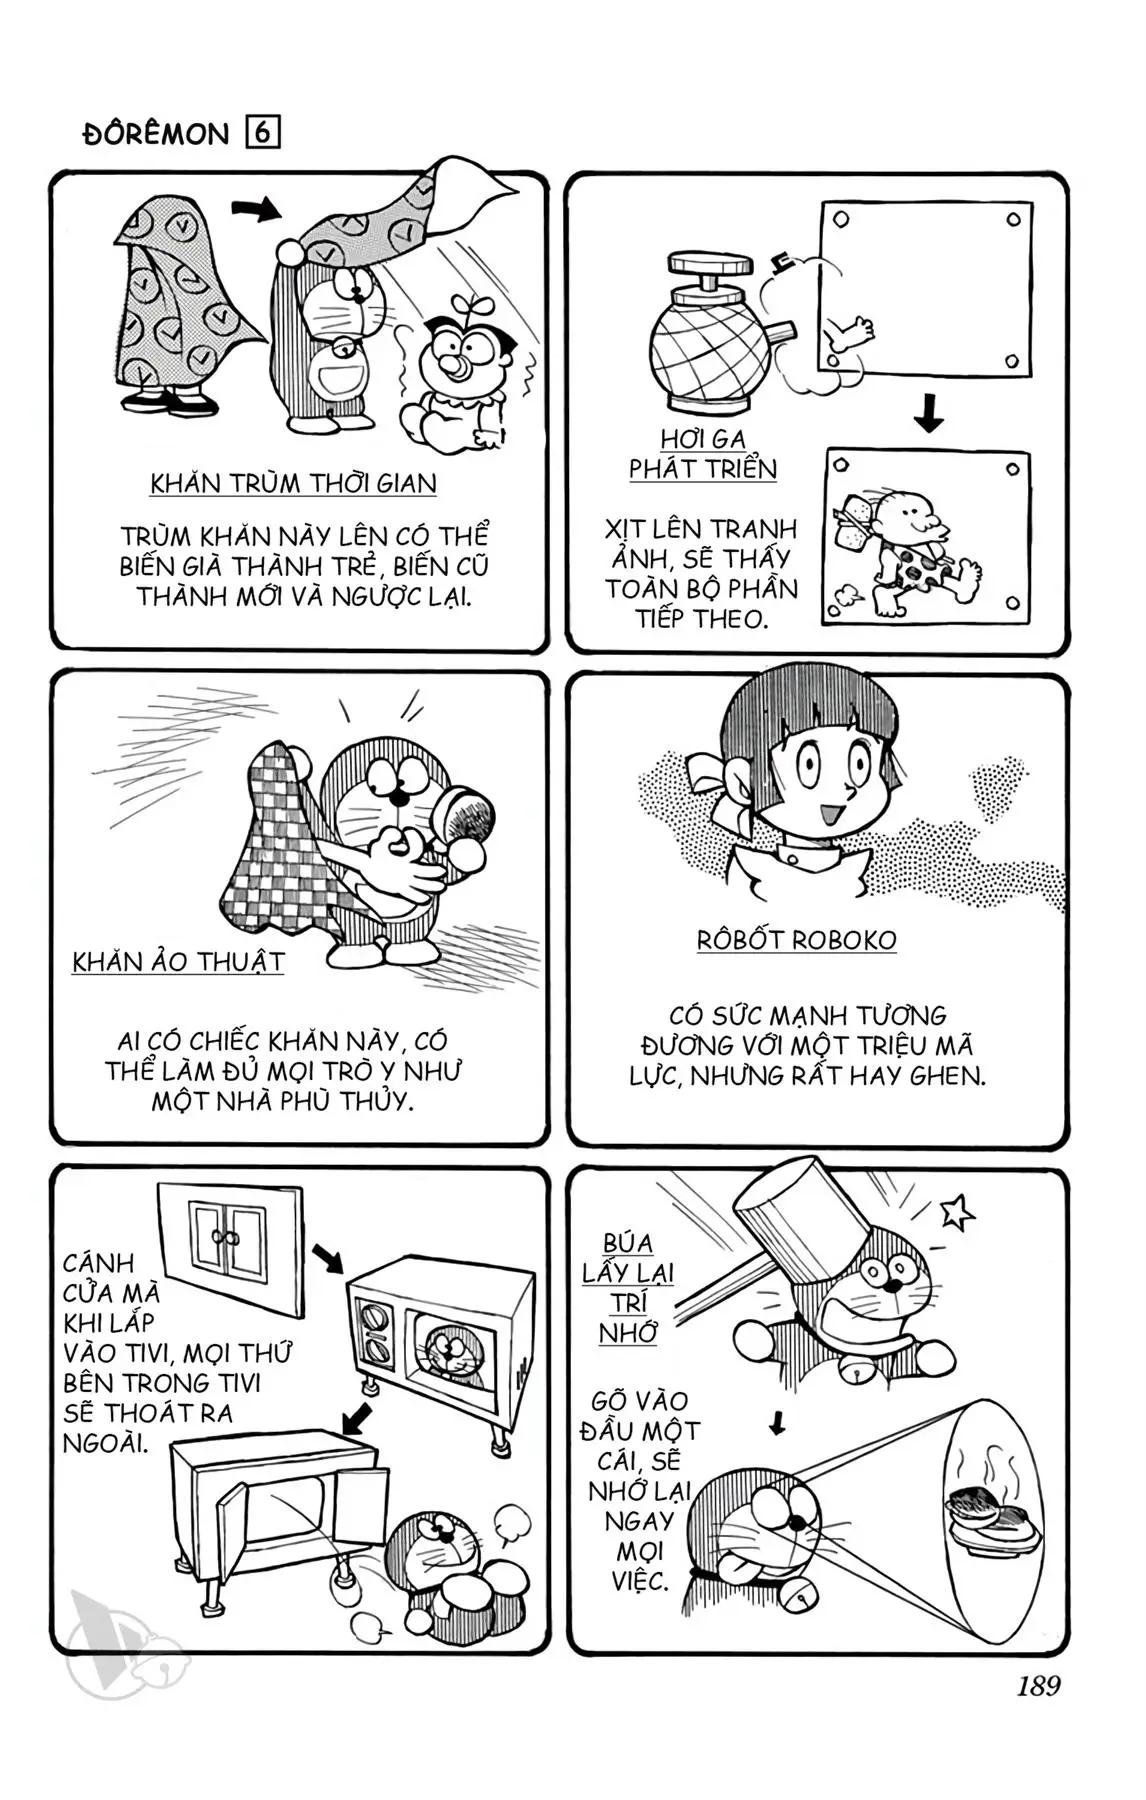 ĐÔRÊMON 6
KHĂN TRÙM THỜI GIAN
TRÙM KHĂN NÀY LÊN CÓ THỂ
BIẾN GIÀ THÀNH TRẺ, BIẾN CŨ
THÀNH MỚI VÀ NGƯỢC LẠI.
HƠI GA
PHÁT TRIỂN
XỊT LÊN TRANH
ẢNH, SẼ THẤY
TOÀN BỘ PHẦN
TIẾP THEO.
KHĂN ẢO THUẬT
AI CÓ CHIẾC KHĂN NÀY, CÓ
THỂ LÀM ĐỦ MỌI TRÒ Y NHƯ
MỘT NHÀ PHÙ THỦY.
RÔBỐT ROBOKO
CÓ SỨC MẠNH TƯƠNG
ĐƯƠNG VỚI MỘT TRIỆU MÃ
LỰC, NHƯNG RẤT HAY GHEN.
CÁNH
CỬA MÀ
KHI LẮP
VÀO TIVI, MỌI THỨ
BÊN TRONG TIVI
SẼ THOÁT RA
NGOÀI.
BÚA
LẤY LẠI
TRÍ
NHỚ
GÕ VÀO
ĐẦU MỘT
CÁI, SẼ
NHỚ LẠI
NGAY
MỌI
VIỆC.
189